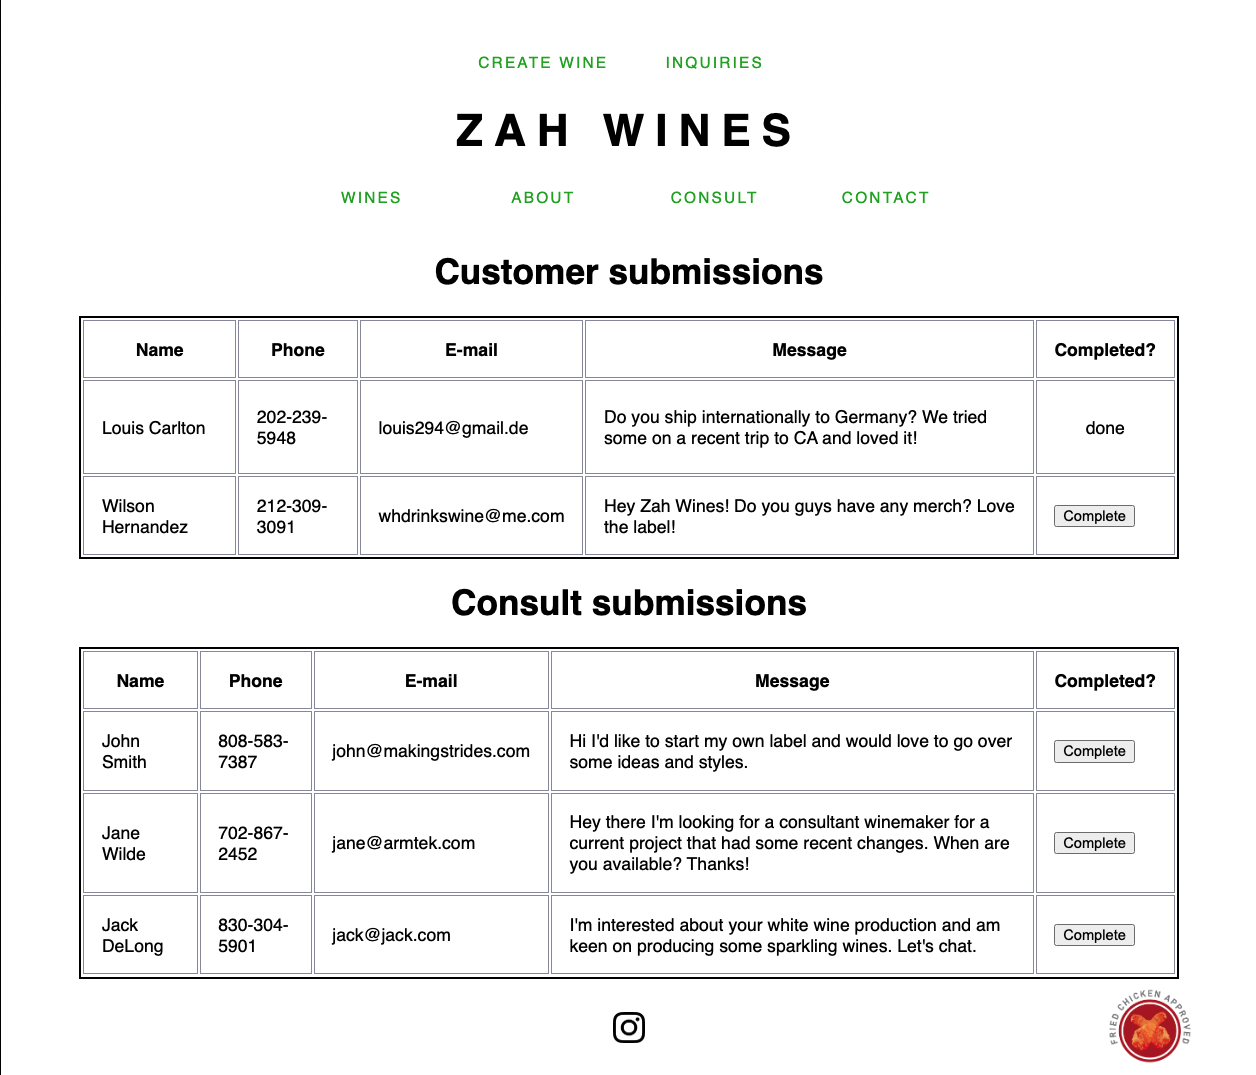 CREATE WINE INQUIRIES
ZAH WINES
WINES ABOUT CONSULT CONTACT
Customer submissions
Name Phone E-mail Message Completed?
Louis Carlton
202-239-
5948
louis294@gmail.de
Do you ship internationally to Germany? We tried
some on a recent trip to CA and loved it!
done
Wilson
Hernandez
212-309-
3091
whdrinkswine@me.com
Hey Zah Wines! Do you guys have any merch? Love
the label!
Complete
Consult submissions
Name Phone E-mail Message Completed?
John
Smith
808-583-
7387
john@makingstrides.com
Hi I'd like to start my own label and would love to go over
some ideas and styles.
Complete
Jane
Wilde
702-867-
2452
jane@armtek.com
Hey there I'm looking for a consultant winemaker for a
current project that had some recent changes. When are
you available? Thanks!
Complete
Jack
DeLong
830-304-
5901
jack@jack.com
I'm interested about your white wine production and am
keen on producing some sparkling wines. Let's chat.
Complete
FRIED CHICKEN APPROVED